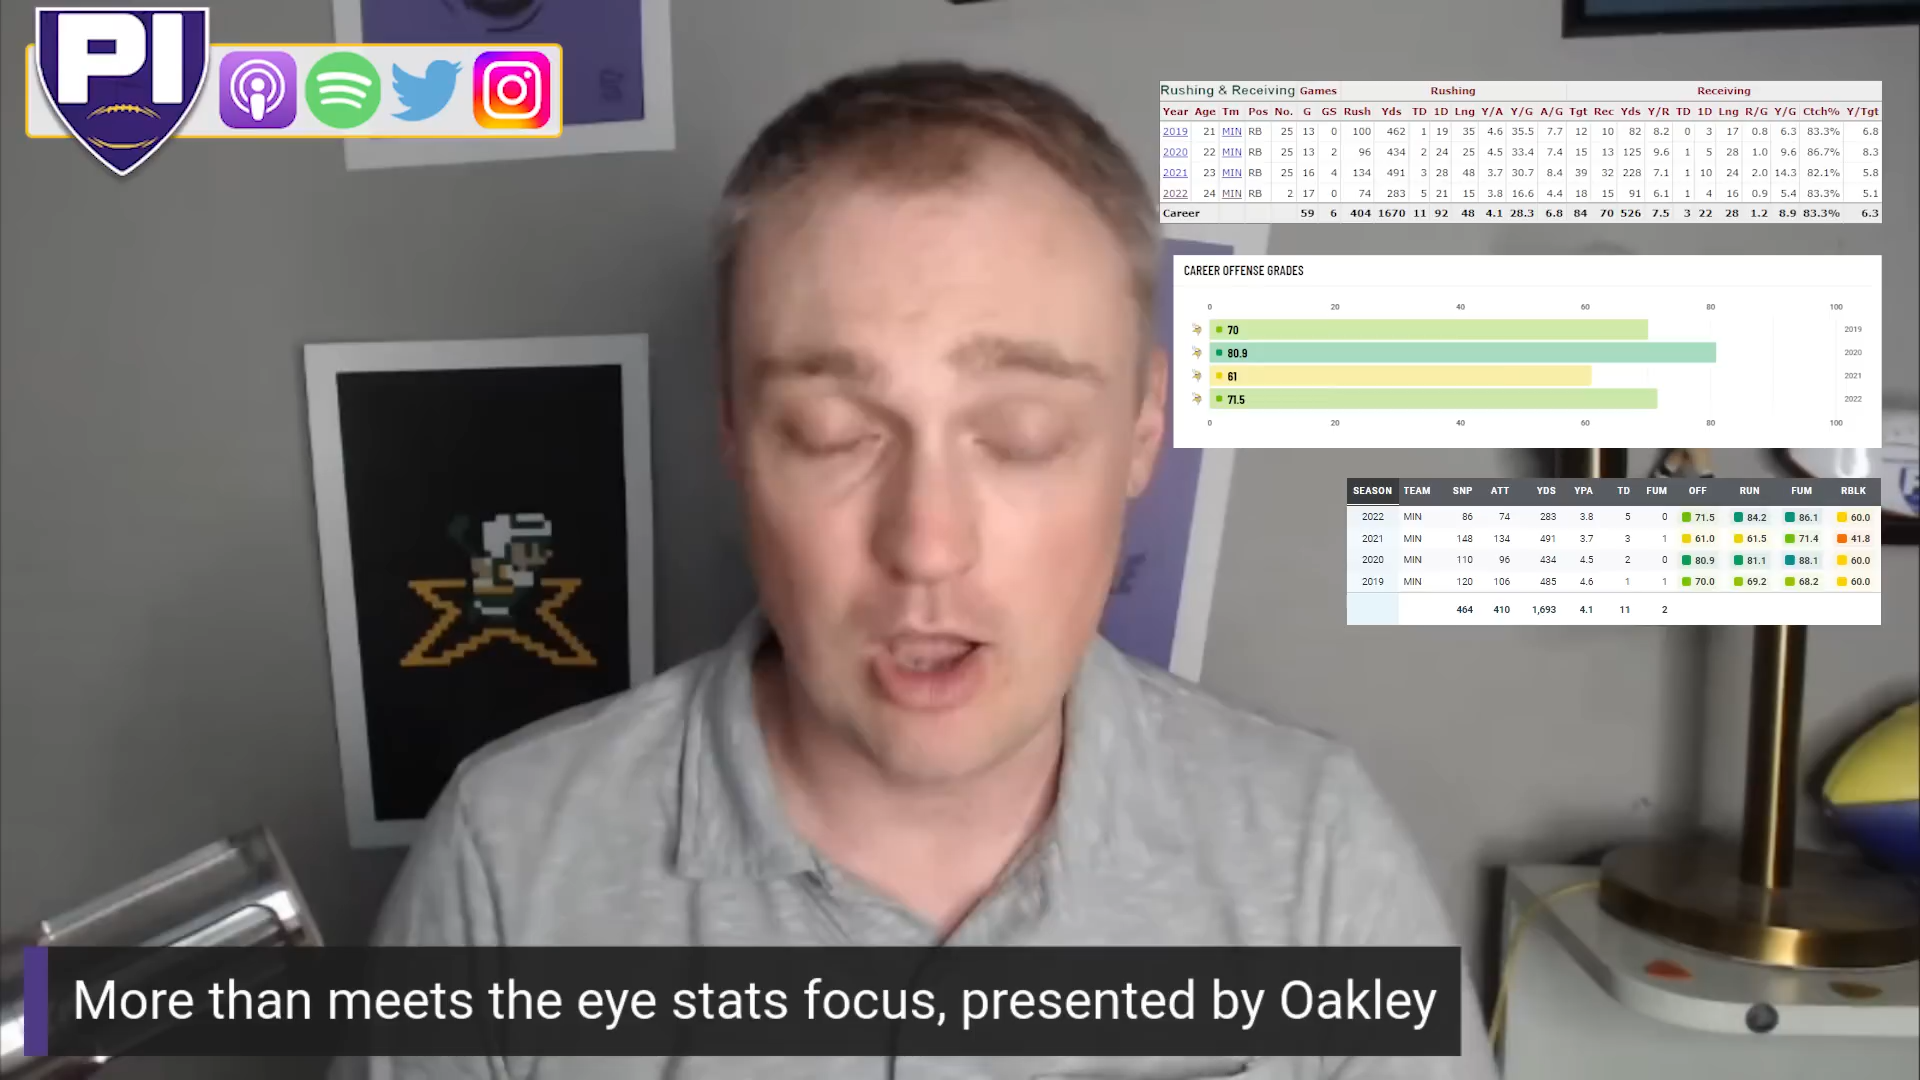 PI
Rushing & Receiving Games Rushing Receiving
Year Age Tm Pos No. G GS Rush Yds TD 1D Lng Y/A Y/G A/G Tgt Rec Yds Y/R TD 1D Lng R/G Y/G Ctch% Y/Tgt
2019 21 MIN RB 25 13 0 100 462 1 19 35 4.6 35.5 7.7 12 10 82 8.2 0 3 17 0.8 6.3 83.3% 6.8
2020 22 MIN RB 25 13 2 96 434 2 24 25 4.5 33.4 7.4 15 13 125 9.6 1 5 28 1.0 9.6 86.7% 8.3
2021 23 MIN RB 25 16 4 134 491 3 28 48 3.7 30.7 8.4 39 32 228 7.1 1 10 24 2.0 14.3 82.1% 5.8
2022 24 MIN RB 2 17 0 74 283 5 21 15 3.8 16.6 4.4 18 15 91 6.1 1 4 16 0.9 5.4 83.3% 5.1
Career 59 6 404 1670 11 92 48 4.1 28.3 6.8 84 70 526 7.5 3 22 28 1.2 8.9 83.3% 6.3
CAREER OFFENSE GRADES
0 20 40 60 80 100
70 2019
80.9 2020
61 2021
71.5 2022
0 20 40 60 80 100
SEASON TEAM SNP ATT YDS YPA TD FUM OFF RUN FUM RBLK
2022 MIN 86 74 283 3.8 5 0 71.5 84.2 86.1 60.0
2021 MIN 148 134 491 3.7 3 1 61.0 61.5 71.4 41.8
2020 MIN 110 96 434 4.5 2 0 80.9 81.1 88.1 60.0
2019 MIN 120 106 485 4.6 1 1 70.0 69.2 68.2 60.0
464 410 1,693 4.1 11 2
More than meets the eye stats focus, presented by Oakley